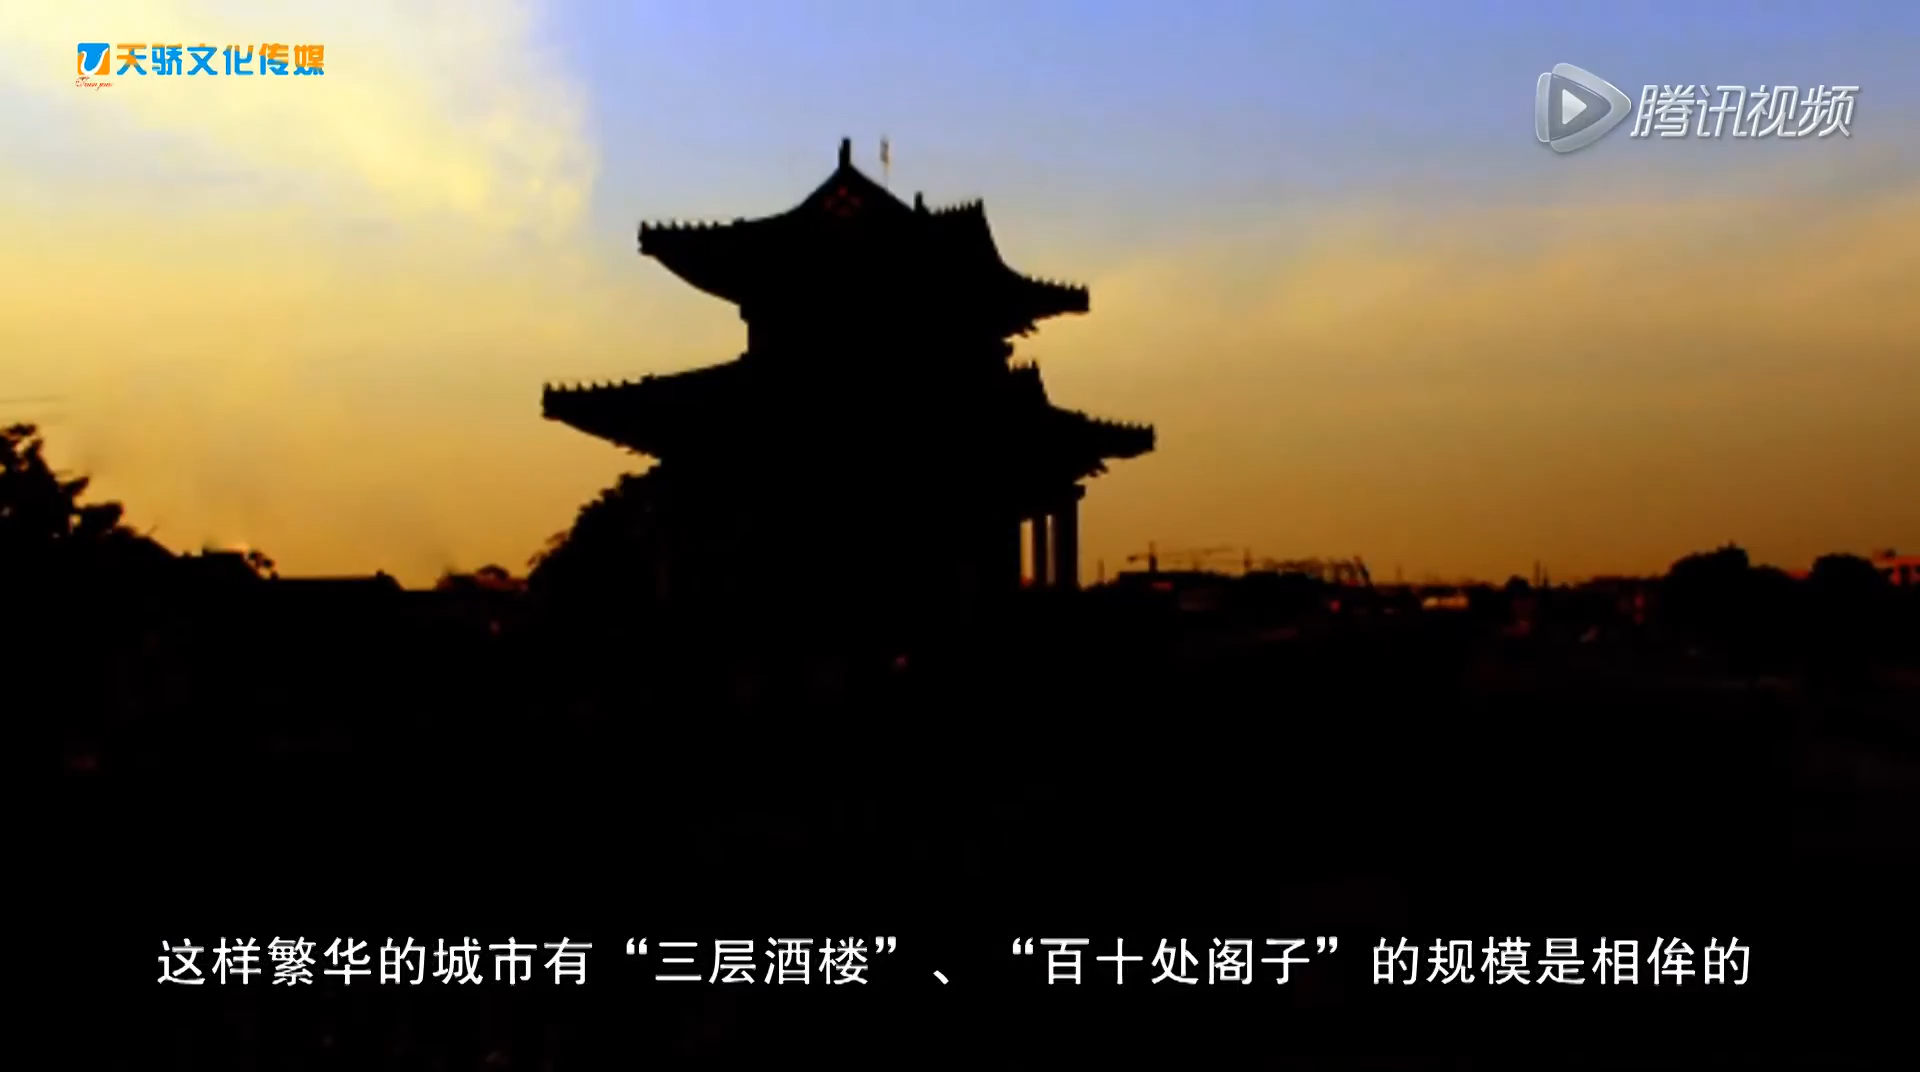 天骄文化传媒
腾讯视频
这样繁华的城市有“三层酒楼”、“百十处阁子”的规模是相侔的